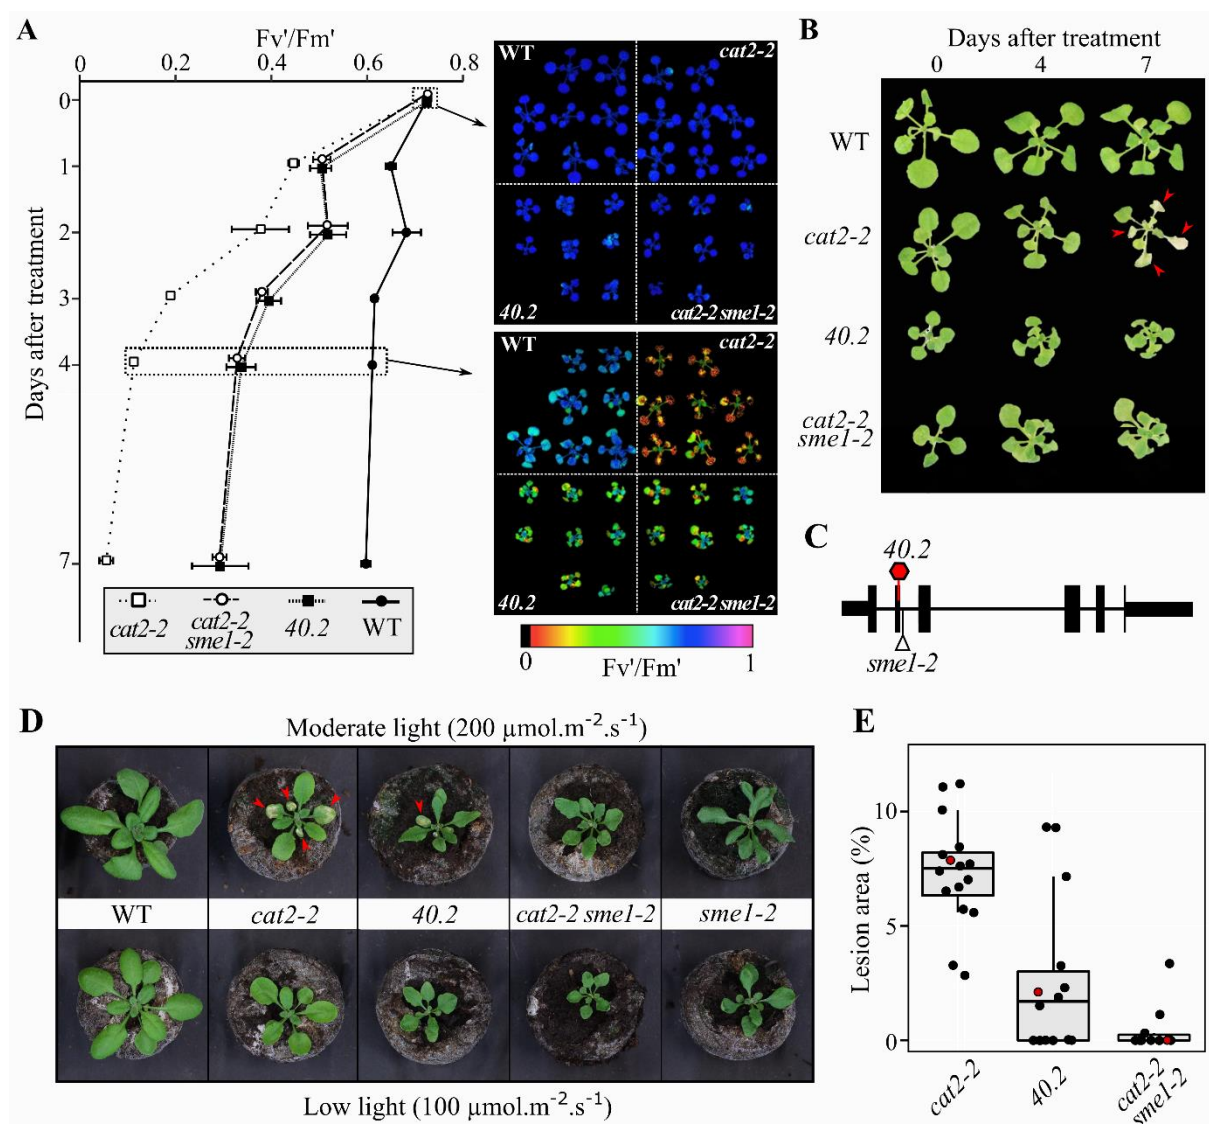 A
Fv'/Fm'
0 0.2 0.4 0.6 0.8
Days after treatment
0
1
2
3
4
7
cat2-2
cat2-2
sme1-2
40.2
WT
WT
cat2-2
40.2
cat2-2 sme1-2
WT
cat2-2
40.2
cat2-2 sme1-2
0
1
Fv'/Fm'
B
Days after treatment
0 4 7
WT
cat2-2
40.2
cat2-2
sme1-2
C
40.2
sme1-2
D
Moderate light (200 µmol.m⁻².s⁻¹)
WT
cat2-2
40.2
cat2-2 sme1-2
sme1-2
Low light (100 µmol.m⁻².s⁻¹)
E
Lesion area (%)
10
5
0
cat2-2
40.2
cat2-2
sme1-2